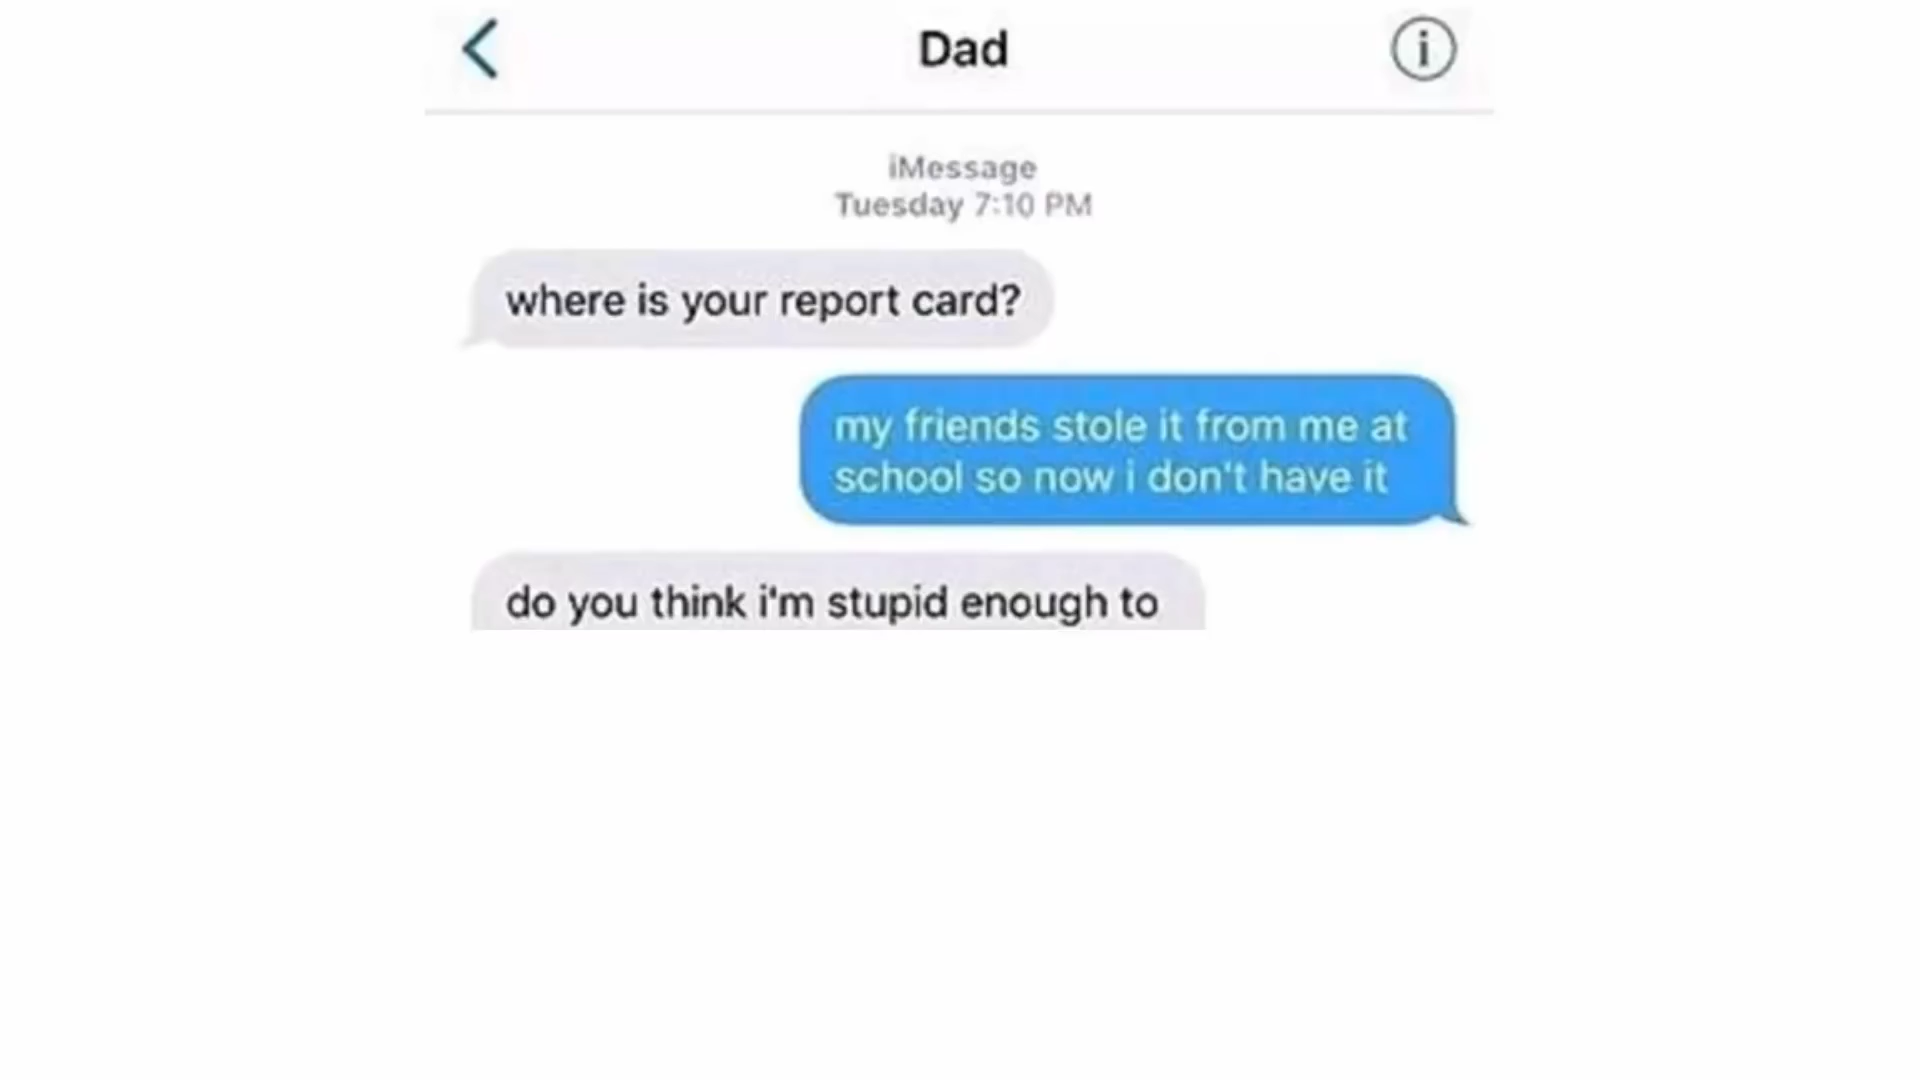 Dad
iMessage
Tuesday 7:10 PM
where is your report card?
my friends stole it from me at
school so now i don't have it
do you think i'm stupid enough to